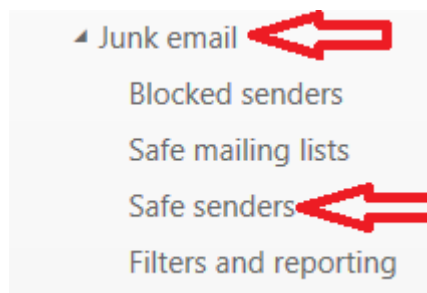 Junk email
Blocked senders
Safe mailing lists
Safe senders
Filters and reporting